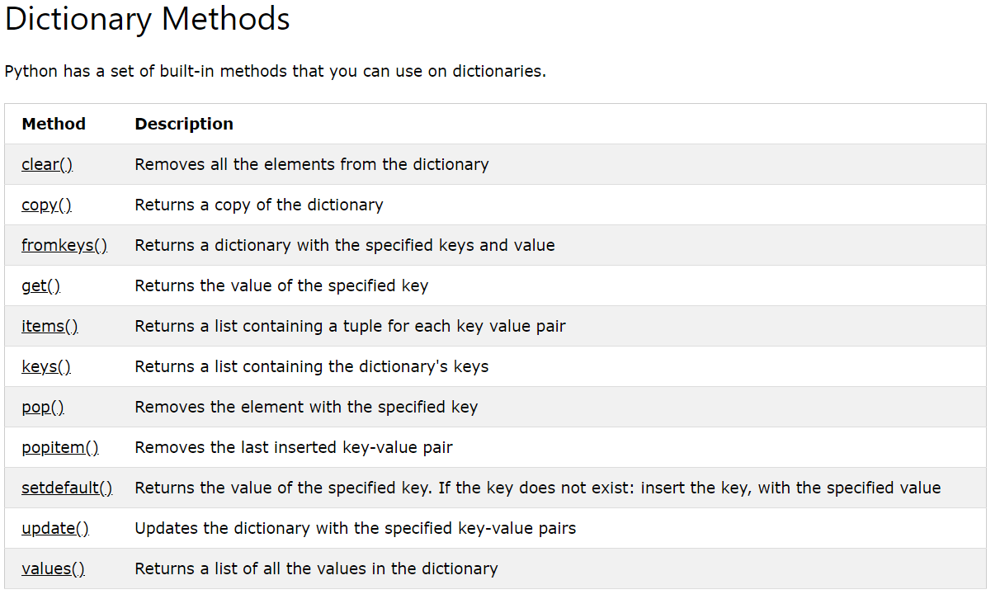 Dictionary Methods
Python has a set of built-in methods that you can use on dictionaries.
Method Description
clear() Removes all the elements from the dictionary
copy() Returns a copy of the dictionary
fromkeys() Returns a dictionary with the specified keys and value
get() Returns the value of the specified key
items() Returns a list containing a tuple for each key value pair
keys() Returns a list containing the dictionary's keys
pop() Removes the element with the specified key
popitem() Removes the last inserted key-value pair
setdefault() Returns the value of the specified key. If the key does not exist: insert the key, with the specified value
update() Updates the dictionary with the specified key-value pairs
values() Returns a list of all the values in the dictionary